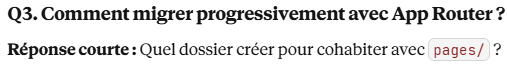 Q3. Comment migrer progressivement avec App Router ?
Réponse courte : Quel dossier créer pour cohabiter avec pages/ ?